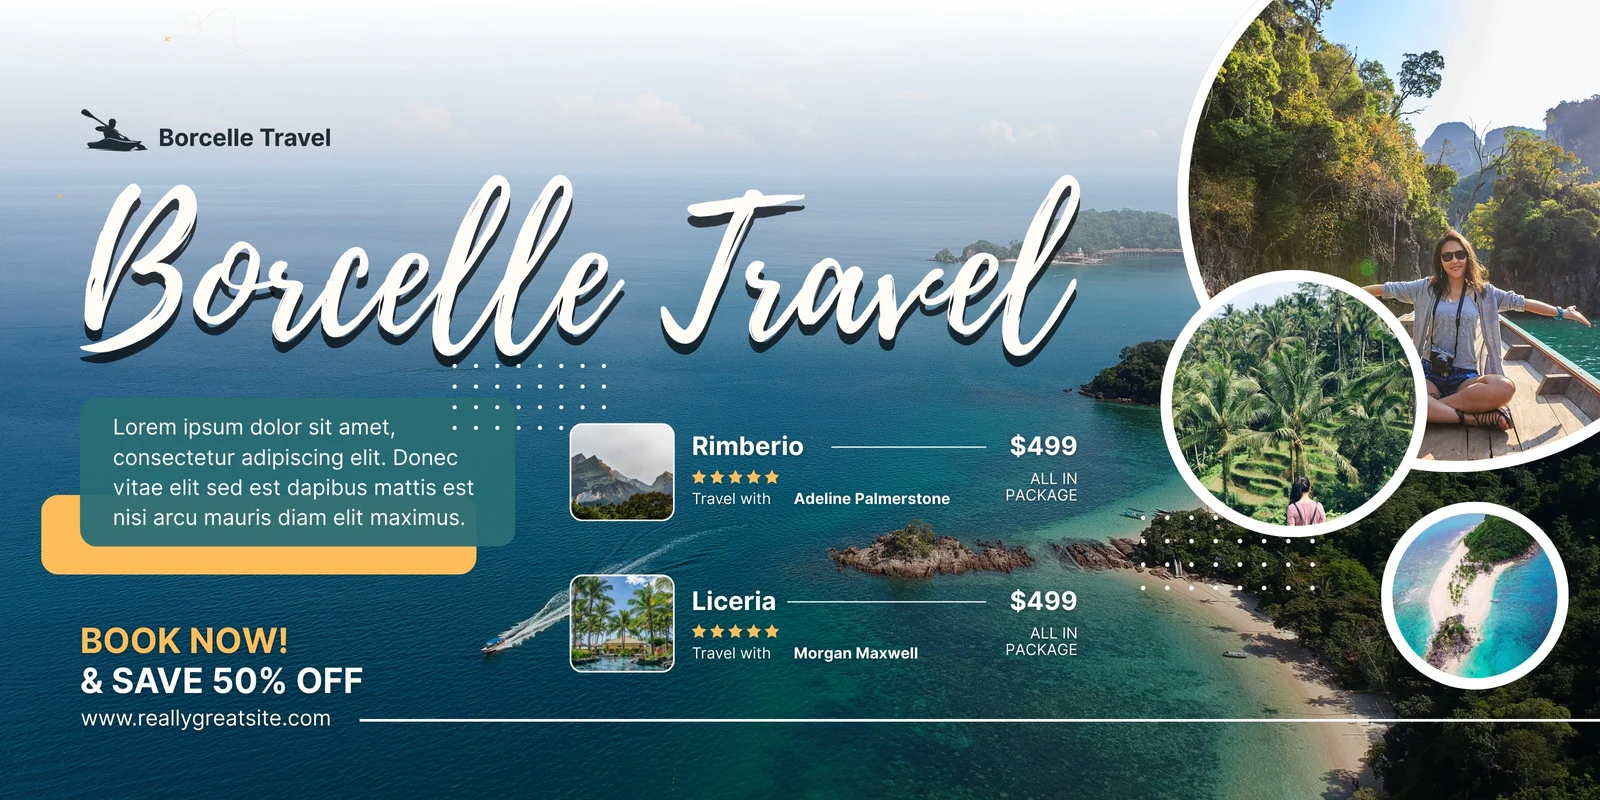 Borcelle Travel
Borcelle Travel
Lorem ipsum dolor sit amet,
consectetur adipiscing elit. Donec
vitae elit sed est dapibus mattis est
nisi arcu mauris diam elit maximus.
Rimberio $499
Travel with Adeline Palmerstone
ALL IN
PACKAGE
Liceria $499
Travel with Morgan Maxwell
ALL IN
PACKAGE
BOOK NOW!
& SAVE 50% OFF
www.reallygreatsite.com